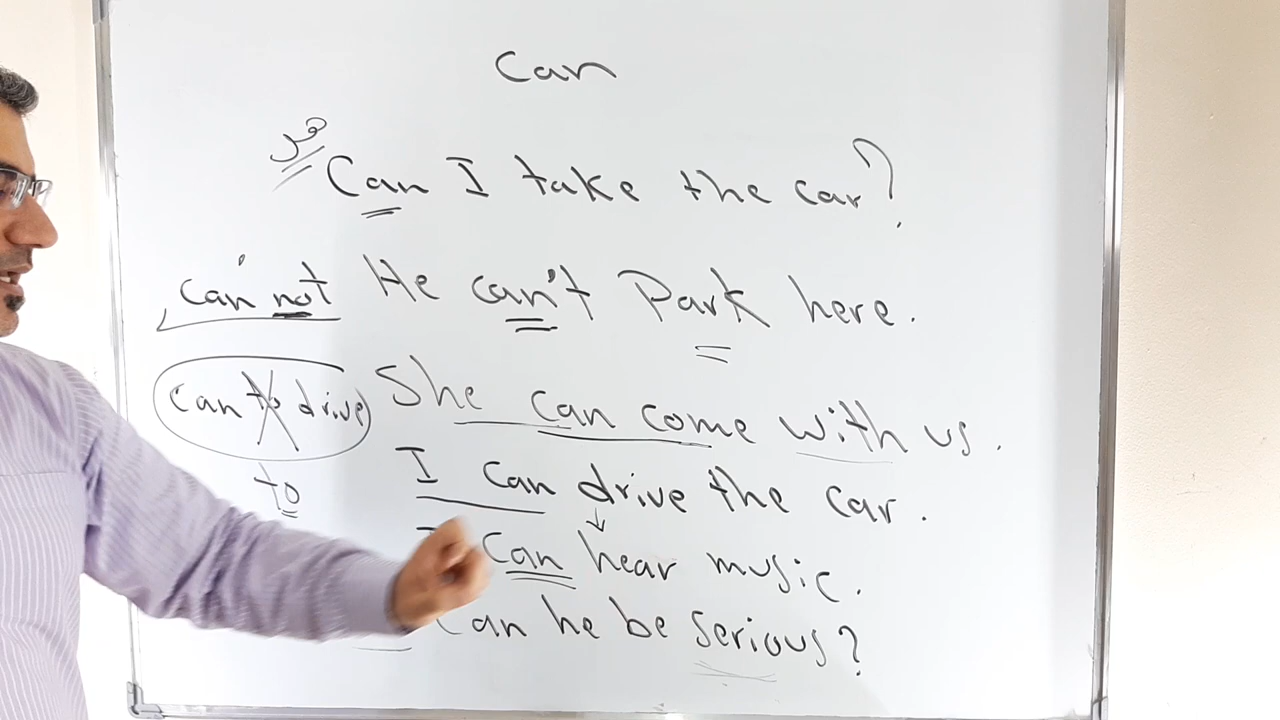 Can
هل Can I take the car?
can not He can't Park here.
can to drive She can come with us.
to I can drive the car.
can hear music.
Can he be serious?